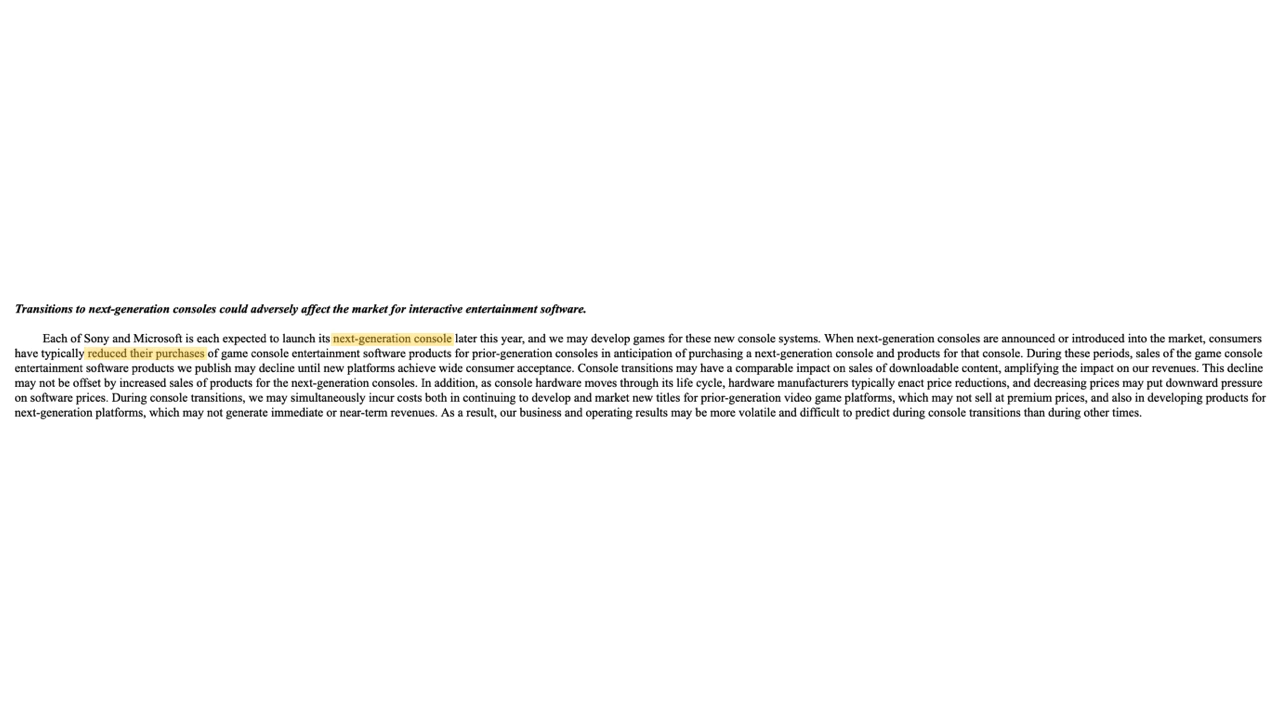 Transitions to next-generation consoles could adversely affect the market for interactive entertainment software.
Each of Sony and Microsoft is each expected to launch its next-generation console later this year, and we may develop games for these new console systems. When next-generation consoles are announced or introduced into the market, consumers
have typically reduced their purchases of game console entertainment software products for prior-generation consoles in anticipation of purchasing a next-generation console and products for that console. During these periods, sales of the game console
entertainment software products we publish may decline until new platforms achieve wide consumer acceptance. Console transitions may have a comparable impact on sales of downloadable content, amplifying the impact on our revenues. This decline
may not be offset by increased sales of products for the next-generation consoles. In addition, as console hardware moves through its life cycle, hardware manufacturers typically enact price reductions, and decreasing prices may put downward pressure
on software prices. During console transitions, we may simultaneously incur costs both in continuing to develop and market new titles for prior-generation video game platforms, which may not sell at premium prices, and also in developing products for
next-generation platforms, which may not generate immediate or near-term revenues. As a result, our business and operating results may be more volatile and difficult to predict during console transitions than during other times.